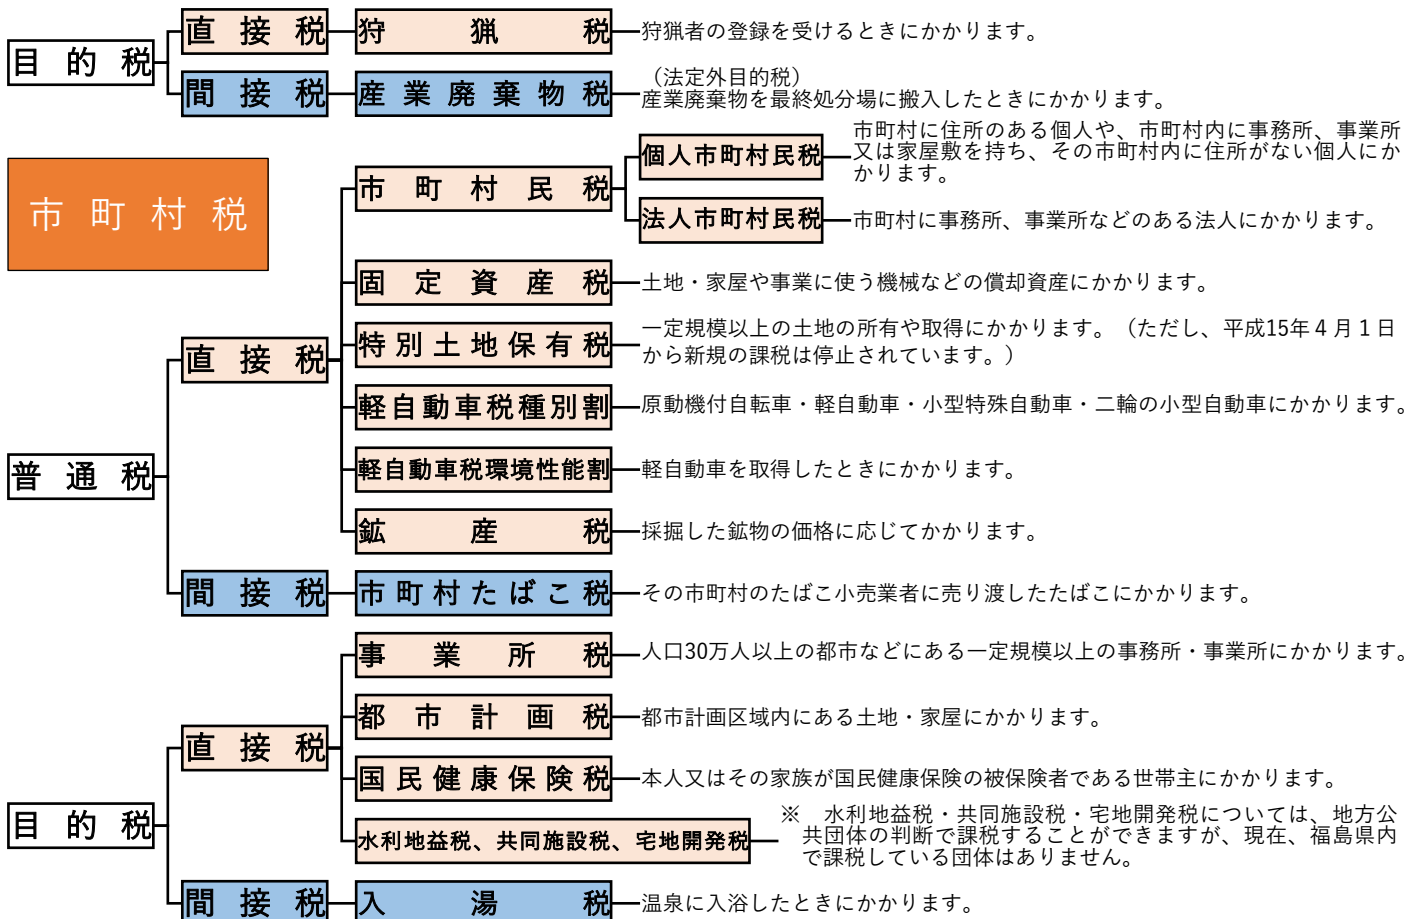 目的税
直接税
狩猟税
狩猟者の登録を受けるときにかかります。
間接税
産業廃棄物税
（法定外目的税）
産業廃棄物を最終処分場に搬入したときにかかります。
市町村税
普通税
直接税
市町村民税
個人市町村民税
市町村に住所のある個人や、市町村内に事務所、事業所
又は家屋敷を持ち、その市町村内に住所がない個人にか
かります。
法人市町村民税
市町村に事務所、事業所などのある法人にかかります。
固定資産税
土地・家屋や事業に使う機械などの償却資産にかかります。
特別土地保有税
一定規模以上の土地の所有や取得にかかります。（ただし、平成15年４月１日
から新規の課税は停止されています。）
軽自動車税種別割
原動機付自転車・軽自動車・小型特殊自動車・二輪の小型自動車にかかります。
軽自動車税環境性能割
軽自動車を取得したときにかかります。
鉱産税
採掘した鉱物の価格に応じてかかります。
間接税
市町村たばこ税
その市町村のたばこ小売業者に売り渡したたばこにかかります。
目的税
直接税
事業所税
人口30万人以上の都市などにある一定規模以上の事務所・事業所にかかります。
都市計画税
都市計画区域内にある土地・家屋にかかります。
国民健康保険税
本人又はその家族が国民健康保険の被保険者である世帯主にかかります。
水利地益税、共同施設税、宅地開発税
※　水利地益税・共同施設税・宅地開発税については、地方公
共団体の判断で課税することができますが、現在、福島県内
で課税している団体はありません。
間接税
入湯税
温泉に入浴したときにかかります。